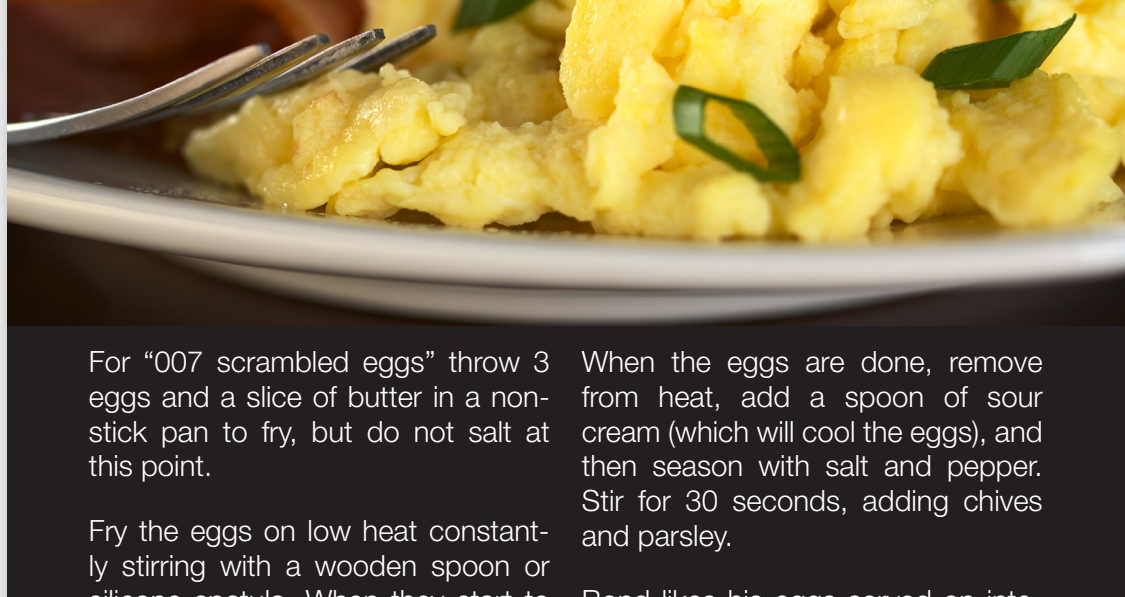 For “007 scrambled eggs” throw 3
eggs and a slice of butter in a non-
stick pan to fry, but do not salt at
this point.
Fry the eggs on low heat constant-
ly stirring with a wooden spoon or
When the eggs are done, remove
from heat, add a spoon of sour
cream (which will cool the eggs), and
then season with salt and pepper.
Stir for 30 seconds, adding chives
and parsley.